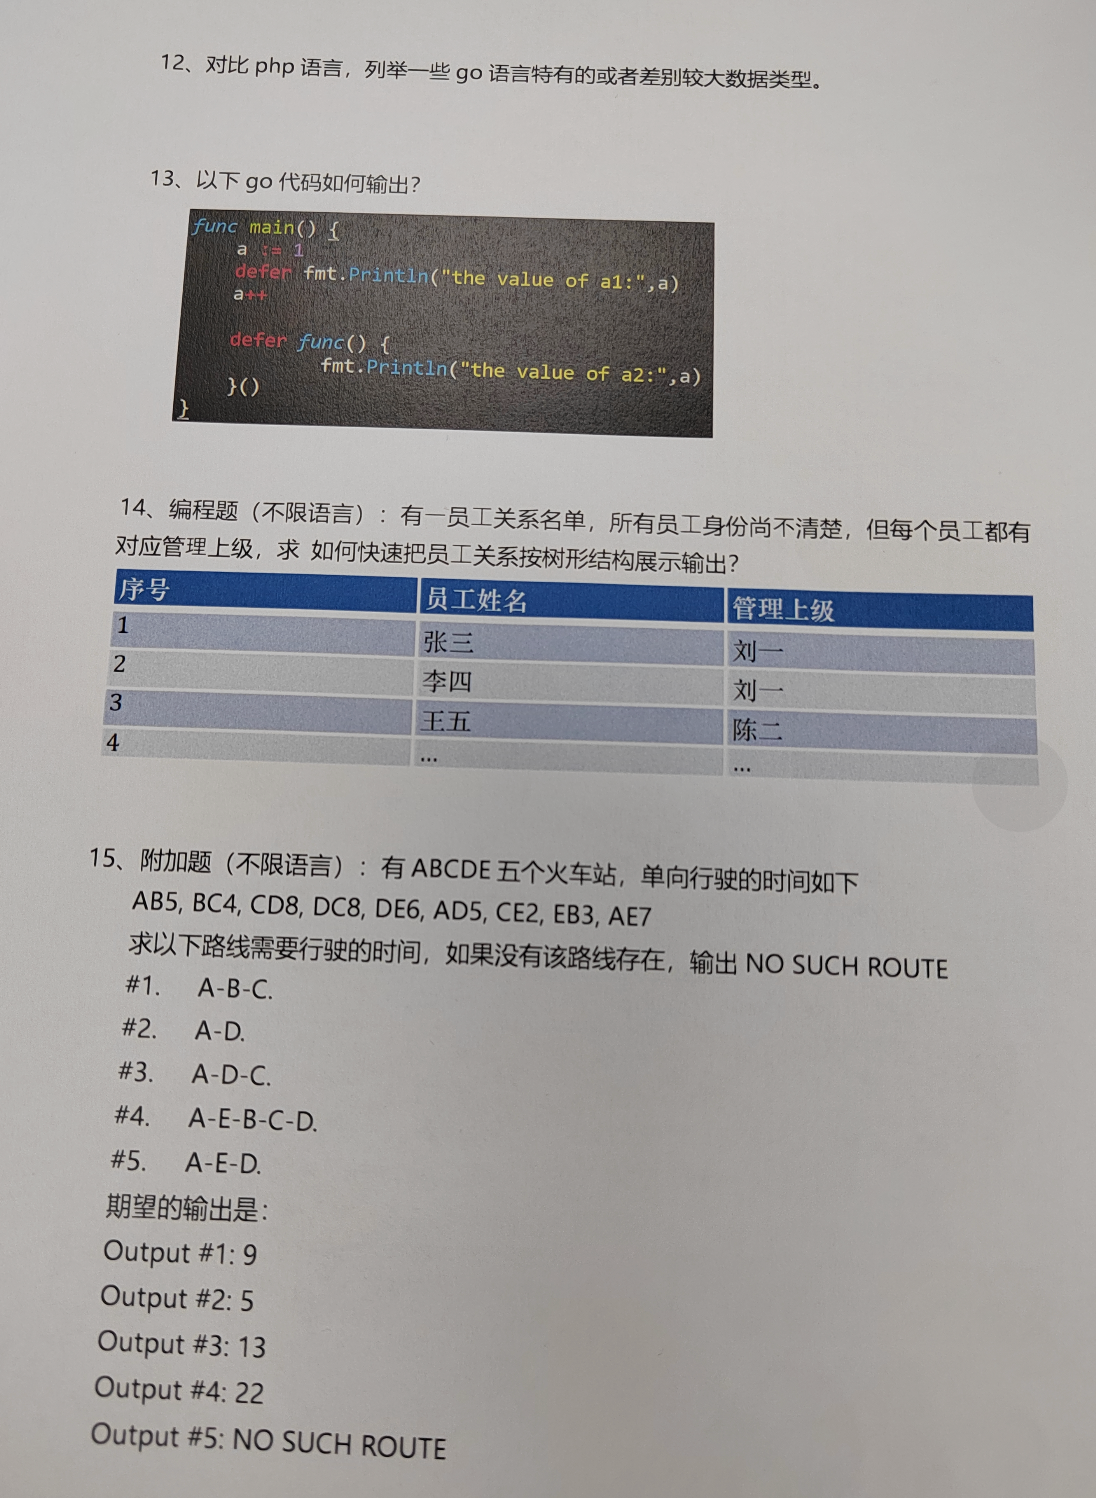 12、对比 php 语言，列举一些 go 语言特有的或者差别较大数据类型。
13、以下 go 代码如何输出？
func main() {
a := 1
defer fmt.Println("the value of a1:",a)
a++
defer func() {
fmt.Println("the value of a2:",a)
}()
}
14、编程题（不限语言）：有一员工关系名单，所有员工身份尚不清楚，但每个员工都有
对应管理上级，求 如何快速把员工关系按树形结构展示输出？
序号 员工姓名 管理上级
1 张三 刘一
2 李四 刘一
3 王五 陈二
4 ... ...
15、附加题（不限语言）：有 ABCDE 五个火车站，单向行驶的时间如下
AB5, BC4, CD8, DC8, DE6, AD5, CE2, EB3, AE7
求以下路线需要行驶的时间，如果没有该路线存在，输出 NO SUCH ROUTE
#1. A-B-C.
#2. A-D.
#3. A-D-C.
#4. A-E-B-C-D.
#5. A-E-D.
期望的输出是：
Output #1: 9
Output #2: 5
Output #3: 13
Output #4: 22
Output #5: NO SUCH ROUTE